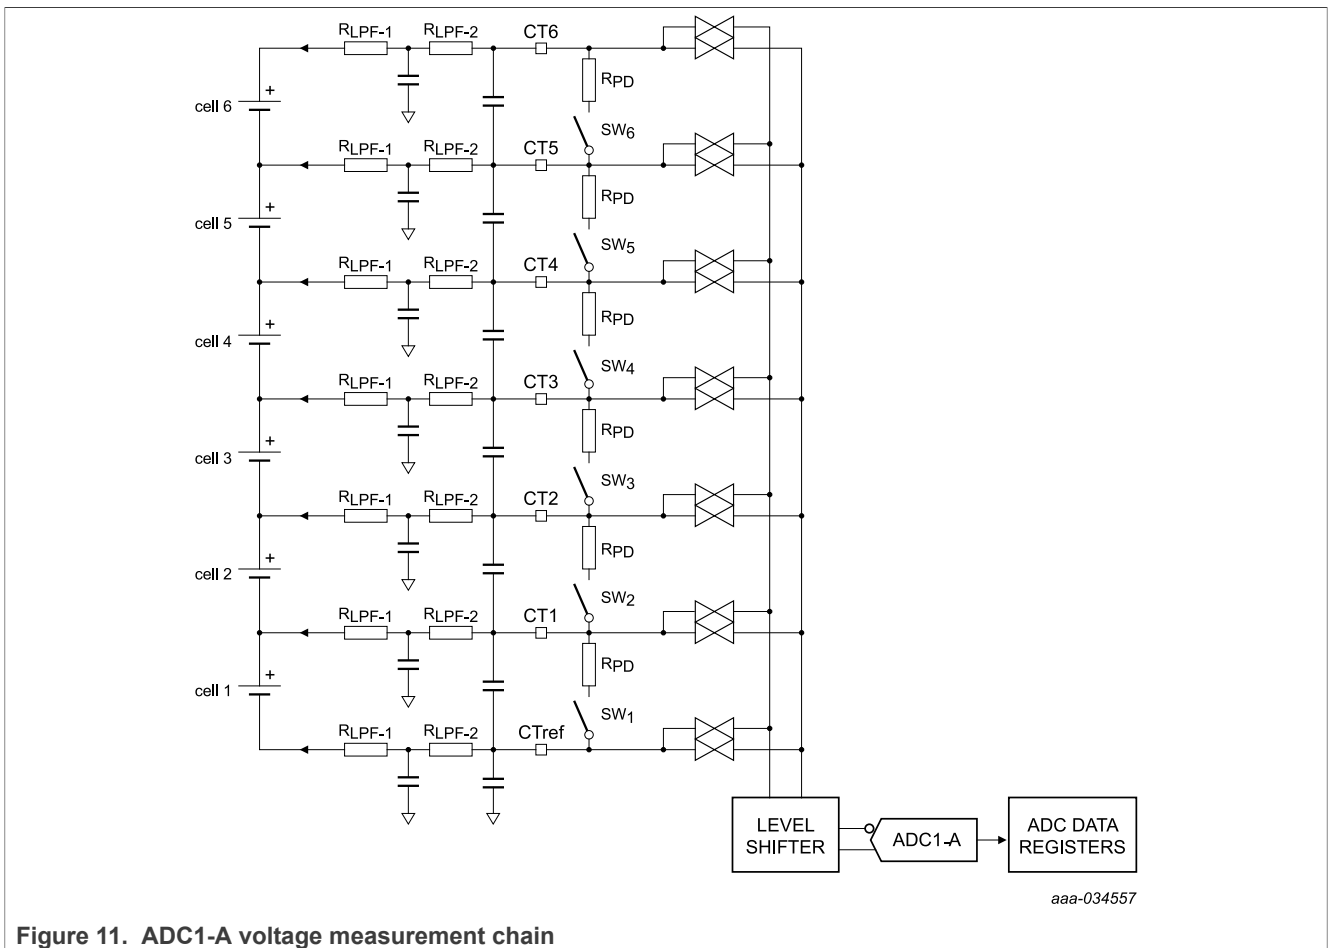 RLPF-1 RLPF-2 CT6
RPD
cell 6 +
SW6
RLPF-1 RLPF-2 CT5
RPD
cell 5 +
SW5
RLPF-1 RLPF-2 CT4
RPD
cell 4 +
SW4
RLPF-1 RLPF-2 CT3
RPD
cell 3 +
SW3
RLPF-1 RLPF-2 CT2
RPD
cell 2 +
SW2
RLPF-1 RLPF-2 CT1
RPD
cell 1 +
SW1
RLPF-1 RLPF-2 CTref
LEVEL
SHIFTER
ADC1-A
ADC DATA
REGISTERS
aaa-034557
Figure 11. ADC1-A voltage measurement chain